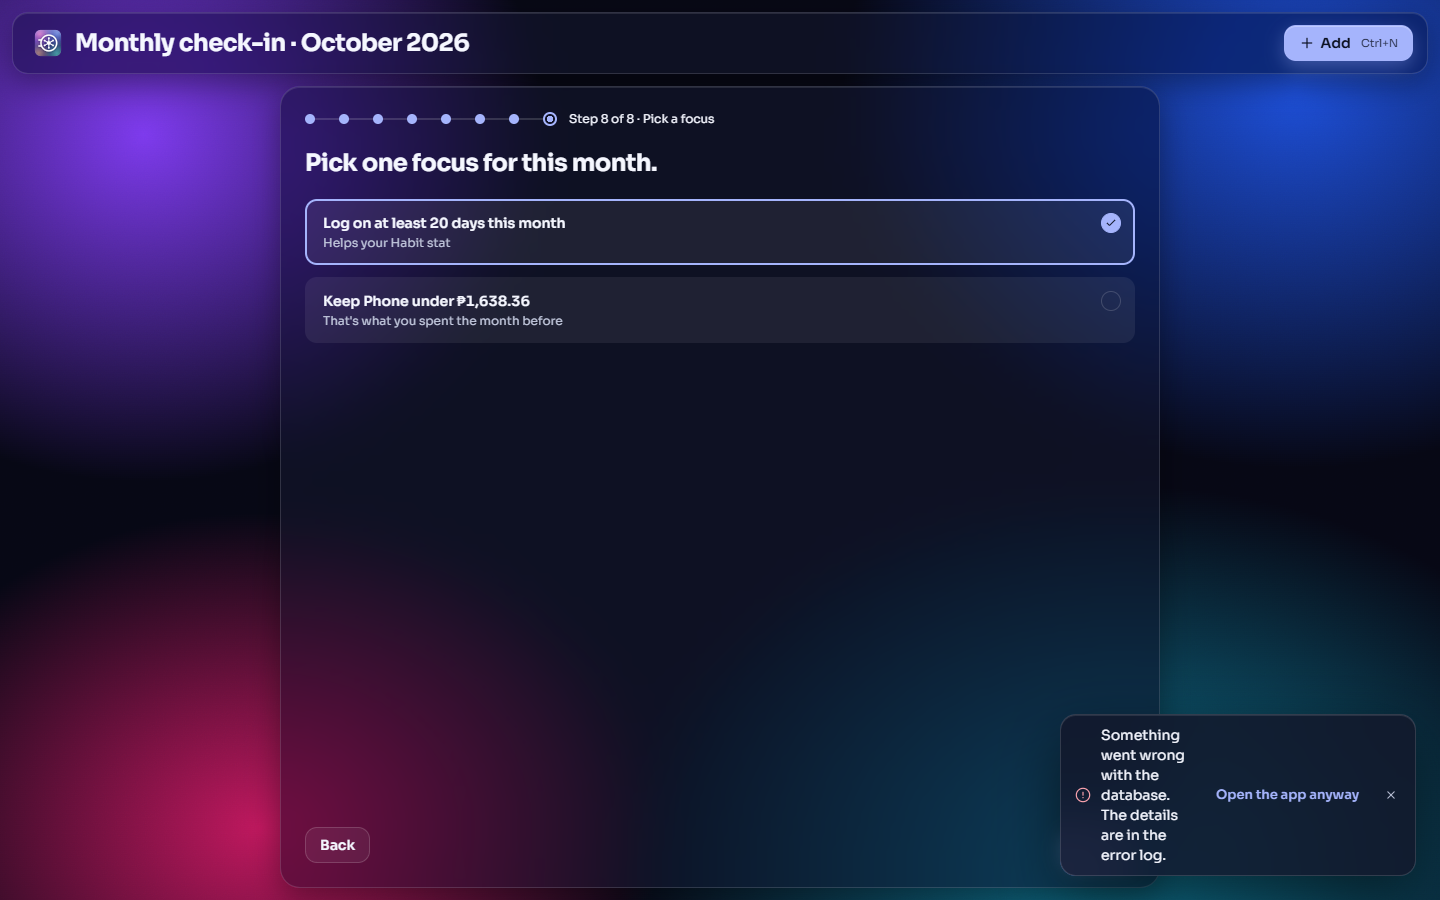 Monthly check-in · October 2026
+ Add Ctrl+N
Step 8 of 8 · Pick a focus
Pick one focus for this month.
Log on at least 20 days this month
Helps your Habit stat
Keep Phone under ₱1,638.36
That's what you spent the month before
Something
went wrong
with the
database.
The details
are in the
error log.
Open the app anyway
Back